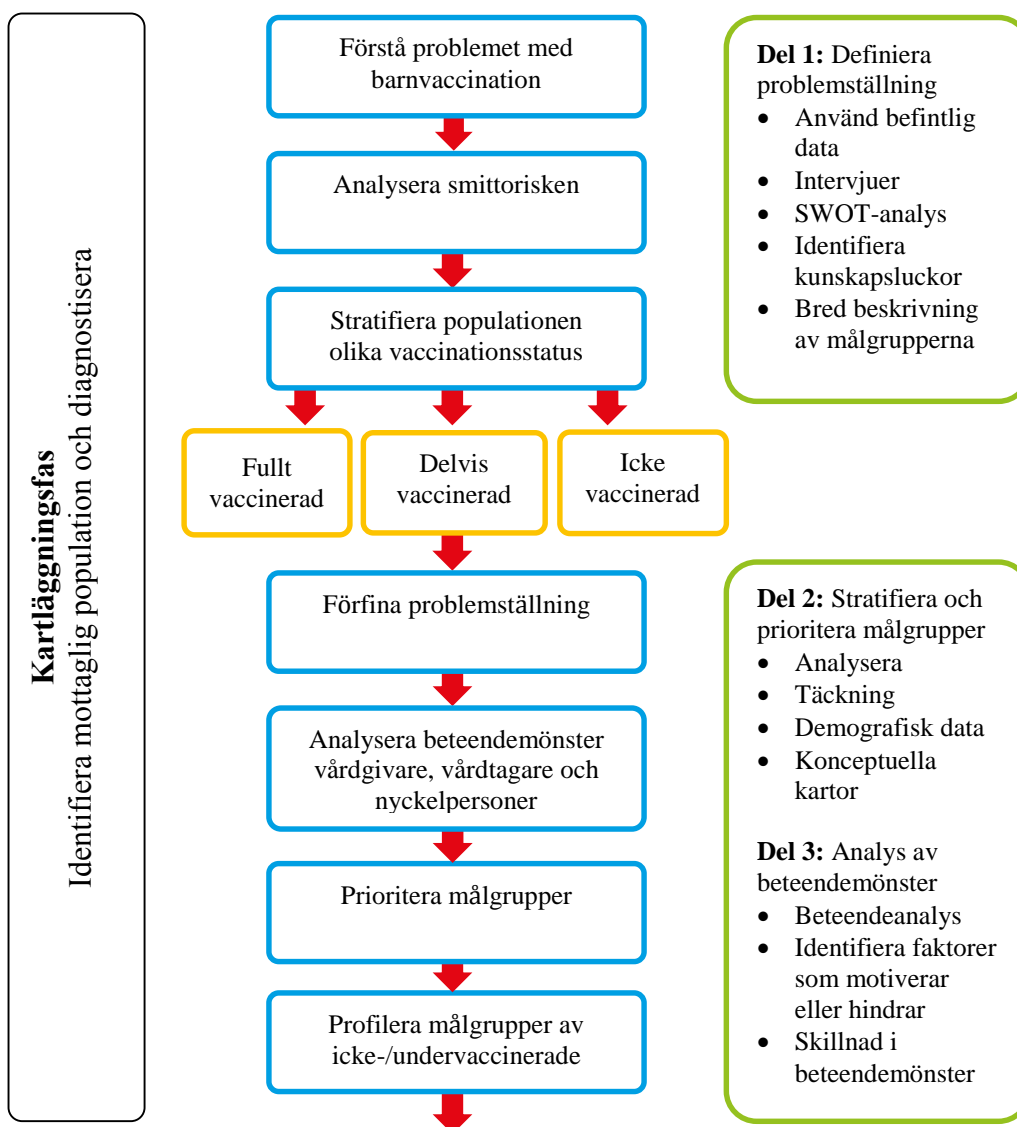 Kartläggningsfas
Identifiera mottaglig population och diagnostisera
Förstå problemet med
barnvaccination
Analysera smittorisken
Stratifiera populationen
olika vaccinationsstatus
Fullt
vaccinerad
Delvis
vaccinerad
Icke
vaccinerad
Förfina problemställning
Analysera beteendemönster
vårdgivare, vårdtagare och
nyckelpersoner
Prioritera målgrupper
Profilera målgrupper av
icke-/undervaccinerade
Del 1: Definiera
problemställning
• Använd befintlig
data
• Intervjuer
• SWOT-analys
• Identifiera
kunskapsluckor
• Bred beskrivning
av målgrupperna
Del 2: Stratifiera och
prioritera målgrupper
• Analysera
• Täckning
• Demografisk data
• Konceptuella
kartor
Del 3: Analys av
beteendemönster
• Beteendeanalys
• Identifiera faktorer
som motiverar
eller hindrar
• Skillnad i
beteendemönster